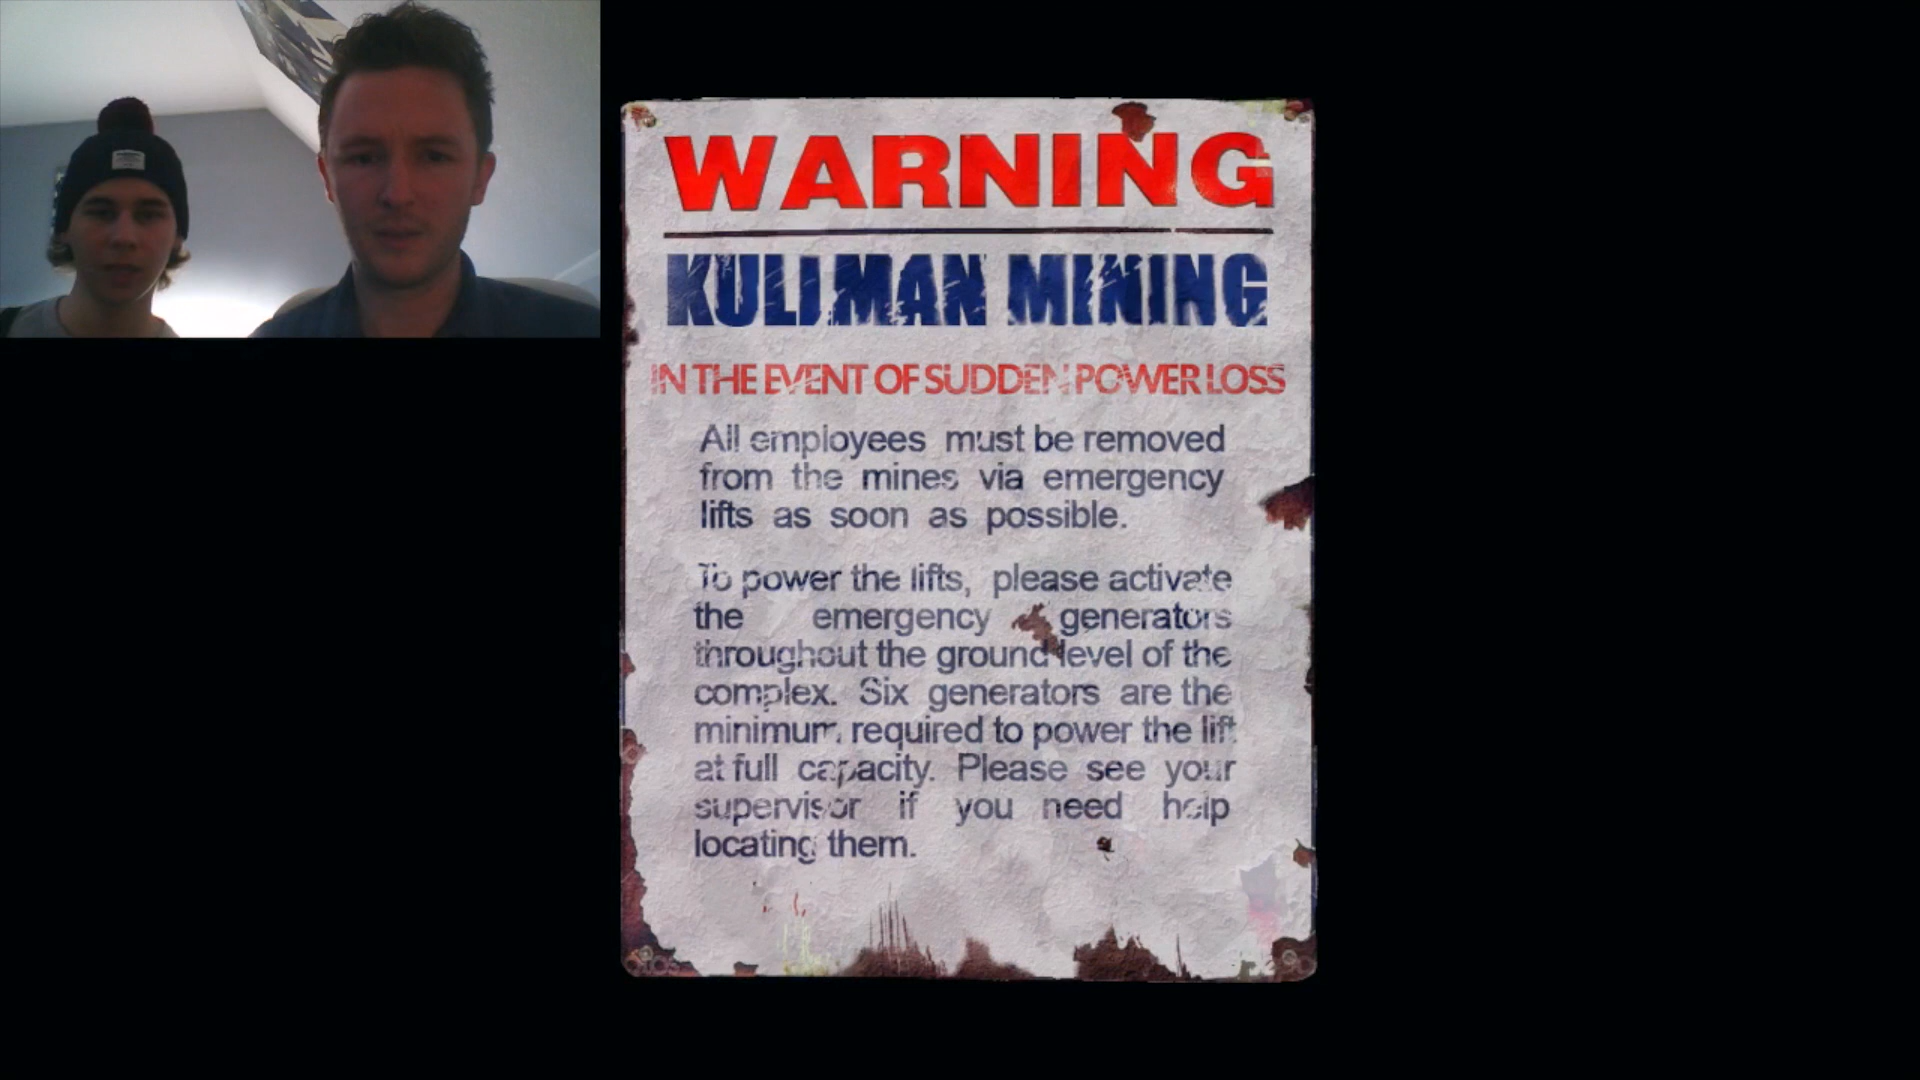 WARNING
KULLMAN MINING
IN THE EVENT OF SUDDEN POWER LOSS
All employees must be removed
from the mines via emergency
lifts as soon as possible.
To power the lifts, please activate
the emergency generators
throughout the ground level of the
complex. Six generators are the
minimum required to power the lift
at full capacity. Please see your
supervisor if you need help
locating them.